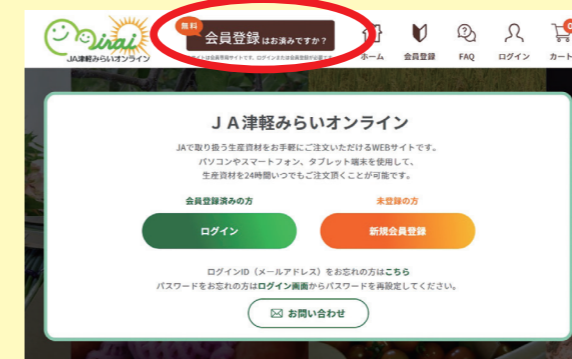 Mirai
JA津軽みらいオンライン
無料
会員登録はお済みですか？
ホーム
会員登録
FAQ
ログイン
カート
ＪＡ津軽みらいオンライン
JAで取り扱う生産資材をお手軽にご注文いただけるWEBサイトです。
パソコンやスマートフォン、タブレット端末を使用して、
生産資材を24時間いつでもご注文頂くことが可能です。
会員登録済みの方
未登録の方
ログイン
新規会員登録
ログインID（メールアドレス）をお忘れの方はこちら
パスワードをお忘れの方はログイン画面からパスワードを再設定してください。
お問い合わせ